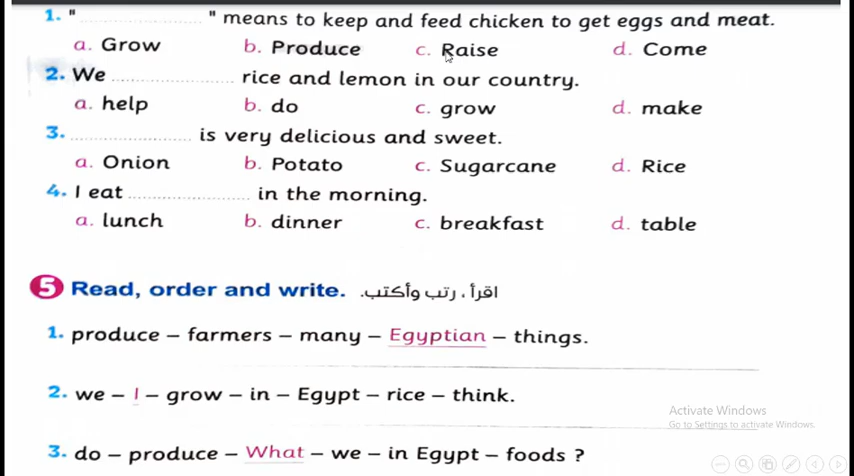 1. " ............................ " means to keep and feed chicken to get eggs and meat.
a. Grow b. Produce c. Raise d. Come
2. We ............................ rice and lemon in our country.
a. help b. do c. grow d. make
3. ............................ is very delicious and sweet.
a. Onion b. Potato c. Sugarcane d. Rice
4. I eat ............................ in the morning.
a. lunch b. dinner c. breakfast d. table
5 Read, order and write. اقرأ ، رتب وأكتب.
1. produce – farmers – many – Egyptian – things.
2. we – I – grow – in – Egypt – rice – think.
Activate Windows
Go to Settings to activate Windows.
3. do – produce – What – we – in Egypt – foods ?